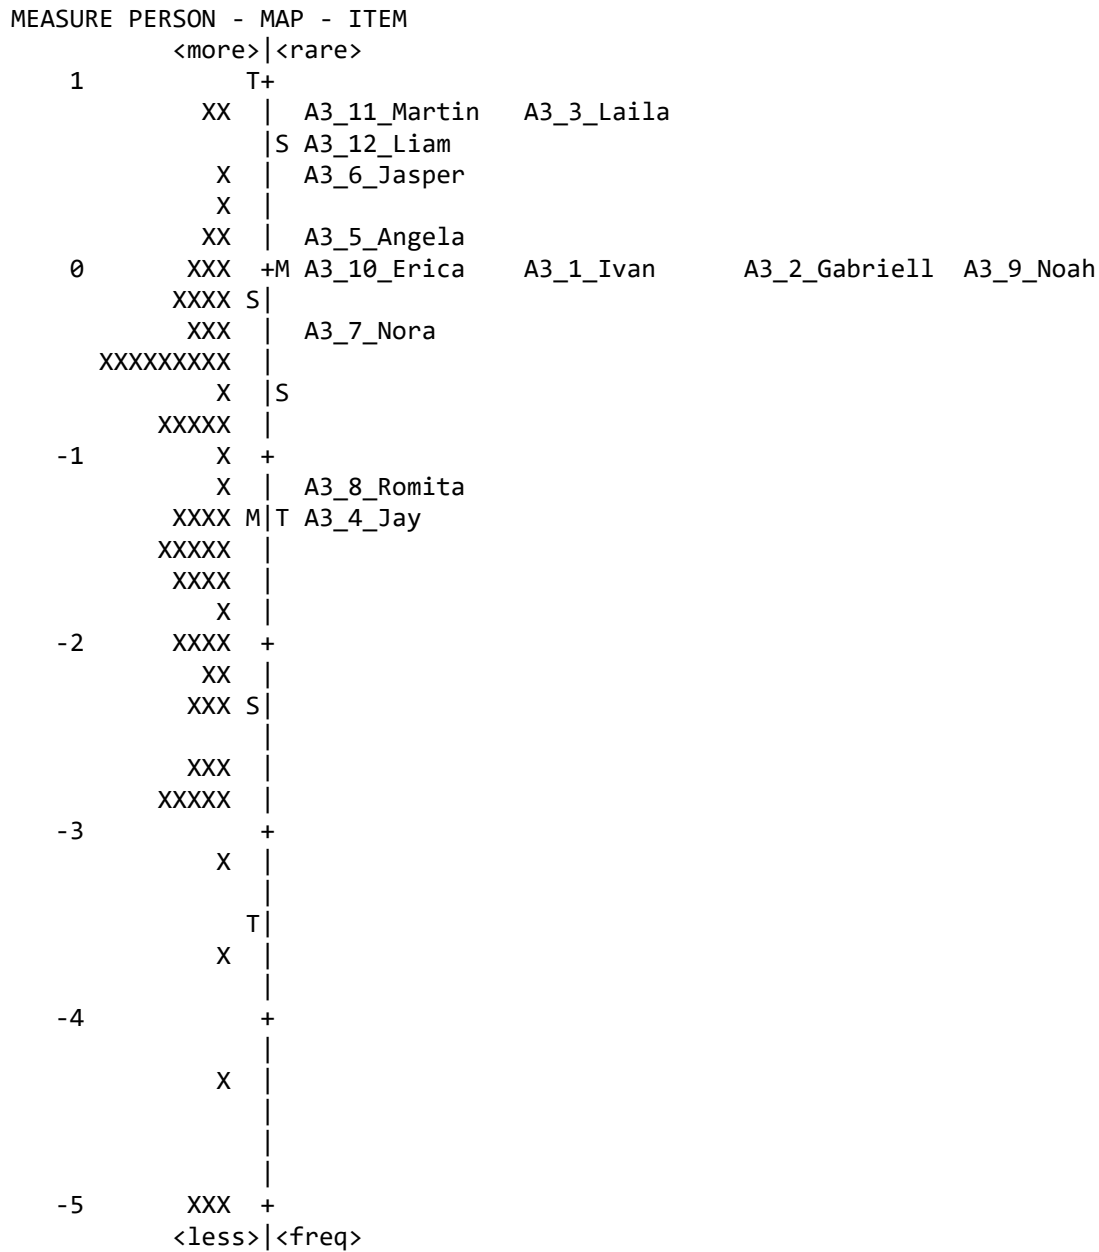 MEASURE PERSON - MAP - ITEM
           <more>|<rare>
    1           T+
             XX  |  A3_11_Martin   A3_3_Laila
                 |S A3_12_Liam
              X  |  A3_6_Jasper
              X  |
             XX  |  A3_5_Angela
    0       XXX  +M A3_10_Erica    A3_1_Ivan      A3_2_Gabriell  A3_9_Noah
           XXXX S|
            XXX  |  A3_7_Nora
      XXXXXXXXX  |
              X  |S
          XXXXX  |
   -1         X  +
              X  |  A3_8_Romita
           XXXX M|T A3_4_Jay
          XXXXX  |
           XXXX  |
              X  |
   -2      XXXX  +
             XX  |
            XXX S|
                 |
            XXX  |
          XXXXX  |
   -3            +
              X  |
                 |
                T|
              X  |
                 |
   -4            +
                 |
              X  |
                 |
                 |
                 |
   -5       XXX  +
           <less>|<freq>